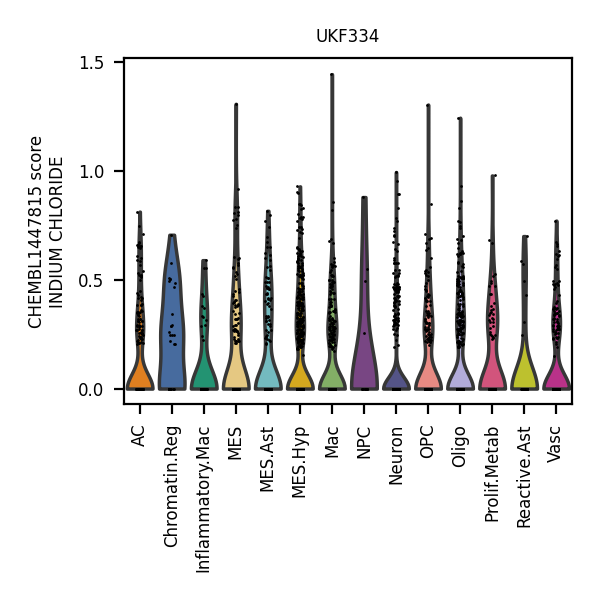 UKF334
CHEMBL1447815 score
INDIUM CHLORIDE
1.5
1.0
0.5
0.0
AC
Chromatin.Reg
Inflammatory.Mac
MES
MES.Ast
MES.Hyp
Mac
NPC
Neuron
OPC
Oligo
Prolif.Metab
Reactive.Ast
Vasc